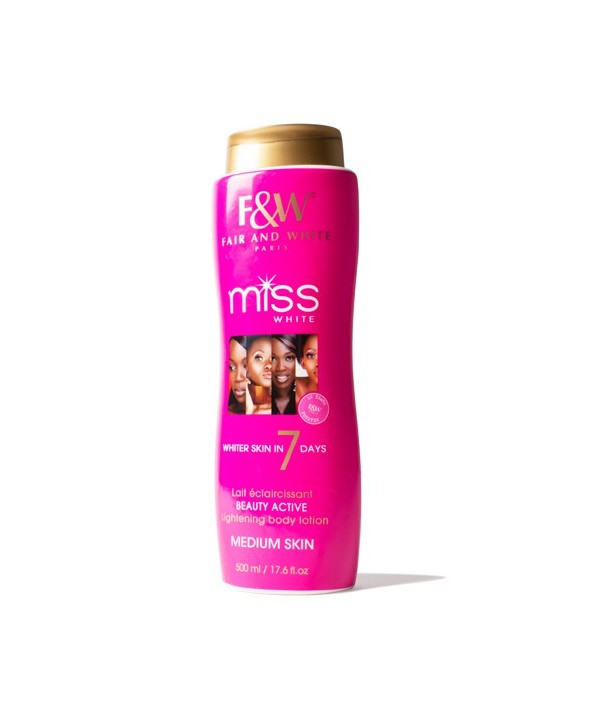 F&W
FAIR AND WHITE
PARIS
miss
WHITE
F&W
WHITER SKIN IN 7 DAYS
Lait éclaircissant
BEAUTY ACTIVE
Lightening body lotion
MEDIUM SKIN
500 ml / 17.6 fl.oz